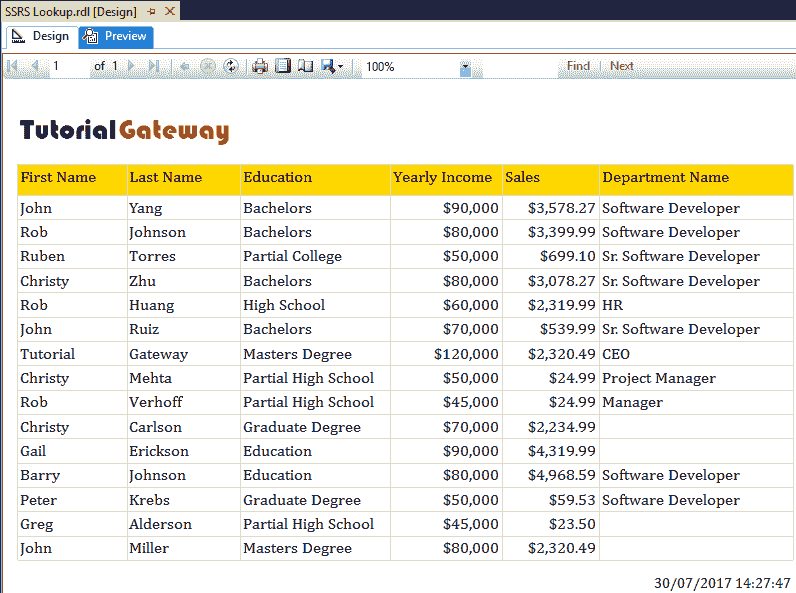 SSRS Lookup.rdl [Design]
Design Preview
1 of 1 100% Find | Next
TutorialGateway
First Name Last Name Education Yearly Income Sales Department Name
John Yang Bachelors $90,000 $3,578.27 Software Developer
Rob Johnson Bachelors $80,000 $3,399.99 Software Developer
Ruben Torres Partial College $50,000 $699.10 Sr. Software Developer
Christy Zhu Bachelors $80,000 $3,078.27 Sr. Software Developer
Rob Huang High School $60,000 $2,319.99 HR
John Ruiz Bachelors $70,000 $539.99 Sr. Software Developer
Tutorial Gateway Masters Degree $120,000 $2,320.49 CEO
Christy Mehta Partial High School $50,000 $24.99 Project Manager
Rob Verhoff Partial High School $45,000 $24.99 Manager
Christy Carlson Graduate Degree $70,000 $2,234.99
Gail Erickson Education $90,000 $4,319.99
Barry Johnson Education $80,000 $4,968.59 Software Developer
Peter Krebs Graduate Degree $50,000 $59.53 Software Developer
Greg Alderson Partial High School $45,000 $23.50
John Miller Masters Degree $80,000 $2,320.49
30/07/2017 14:27:47